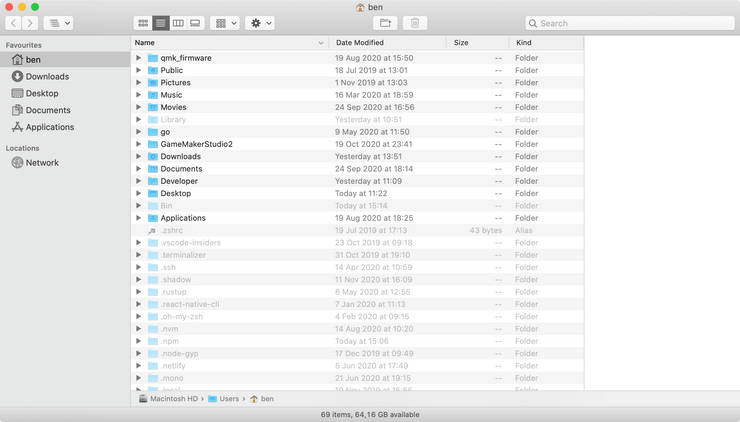 ben
Search
Favourites
ben
Downloads
Desktop
Documents
Applications
Locations
Network
Name Date Modified Size Kind
qmk_firmware 19 Aug 2020 at 15:50 -- Folder
Public 18 Jul 2019 at 13:01 -- Folder
Pictures 1 Nov 2019 at 13:03 -- Folder
Music 16 Mar 2020 at 18:59 -- Folder
Movies 24 Sep 2020 at 16:56 -- Folder
Library Yesterday at 10:51 -- Folder
go 9 May 2020 at 11:50 -- Folder
GameMakerStudio2 19 Oct 2020 at 23:41 -- Folder
Downloads Yesterday at 13:51 -- Folder
Documents 24 Sep 2020 at 18:14 -- Folder
Developer Yesterday at 11:09 -- Folder
Desktop Today at 11:22 -- Folder
Bin Today at 15:14 -- Folder
Applications 19 Aug 2020 at 18:25 -- Folder
.zshrc 19 Jul 2019 at 17:13 43 bytes Alias
.vscode-insiders 23 Oct 2019 at 09:18 -- Folder
.terminalizer 31 Oct 2019 at 19:10 -- Folder
.ssh 14 Apr 2020 at 10:59 -- Folder
.shadow 11 Nov 2020 at 16:09 -- Folder
.rustup 8 May 2020 at 12:55 -- Folder
.react-native-cli 7 Jan 2020 at 11:13 -- Folder
.oh-my-zsh 4 Feb 2020 at 09:15 -- Folder
.nvm 14 Aug 2020 at 10:20 -- Folder
.npm Today at 15:06 -- Folder
.node-gyp 17 Dec 2019 at 09:49 -- Folder
.netlify 5 Jun 2020 at 17:49 -- Folder
.mono 21 Jun 2020 at 19:15 -- Folder
Macintosh HD › Users › ben
69 items, 64,16 GB available